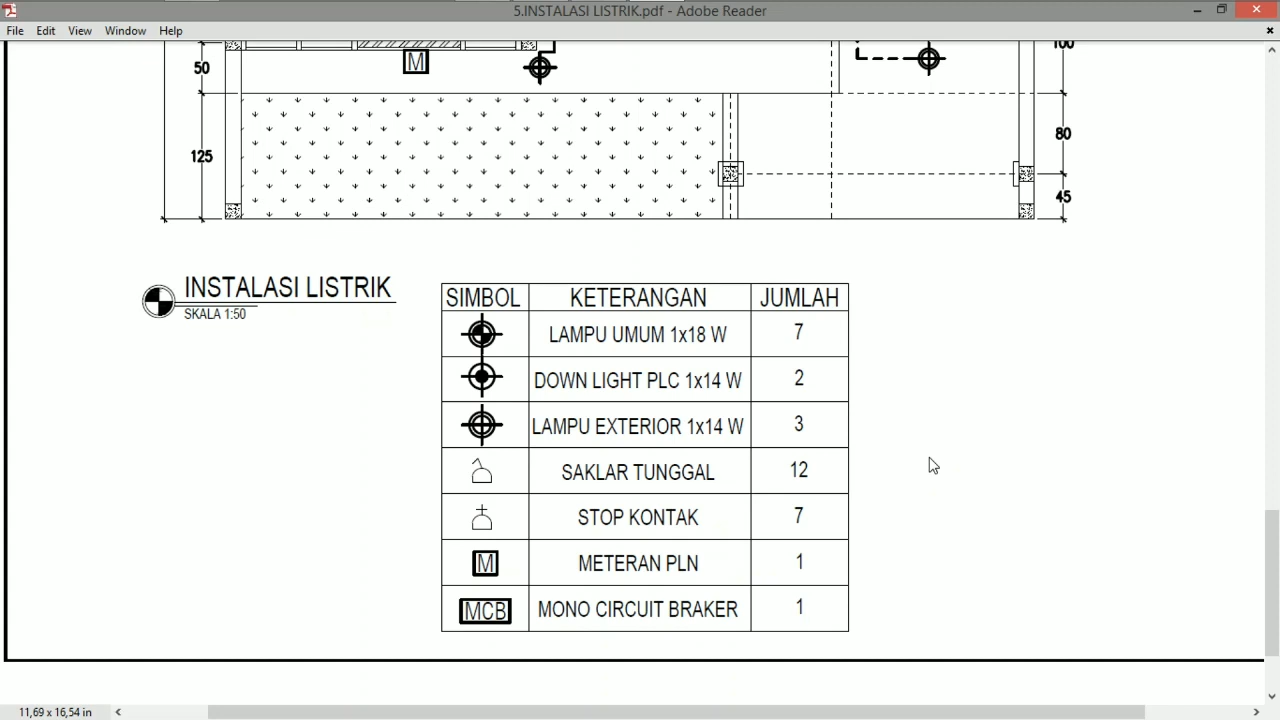 5.INSTALASI LISTRIK.pdf - Adobe Reader
File Edit View Window Help
50
M
100
125
80
45
INSTALASI LISTRIK
SKALA 1:50
SIMBOL KETERANGAN JUMLAH
LAMPU UMUM 1x18 W 7
DOWN LIGHT PLC 1x14 W 2
LAMPU EXTERIOR 1x14 W 3
SAKLAR TUNGGAL 12
STOP KONTAK 7
M METERAN PLN 1
MCB MONO CIRCUIT BRAKER 1
11,69 x 16,54 in